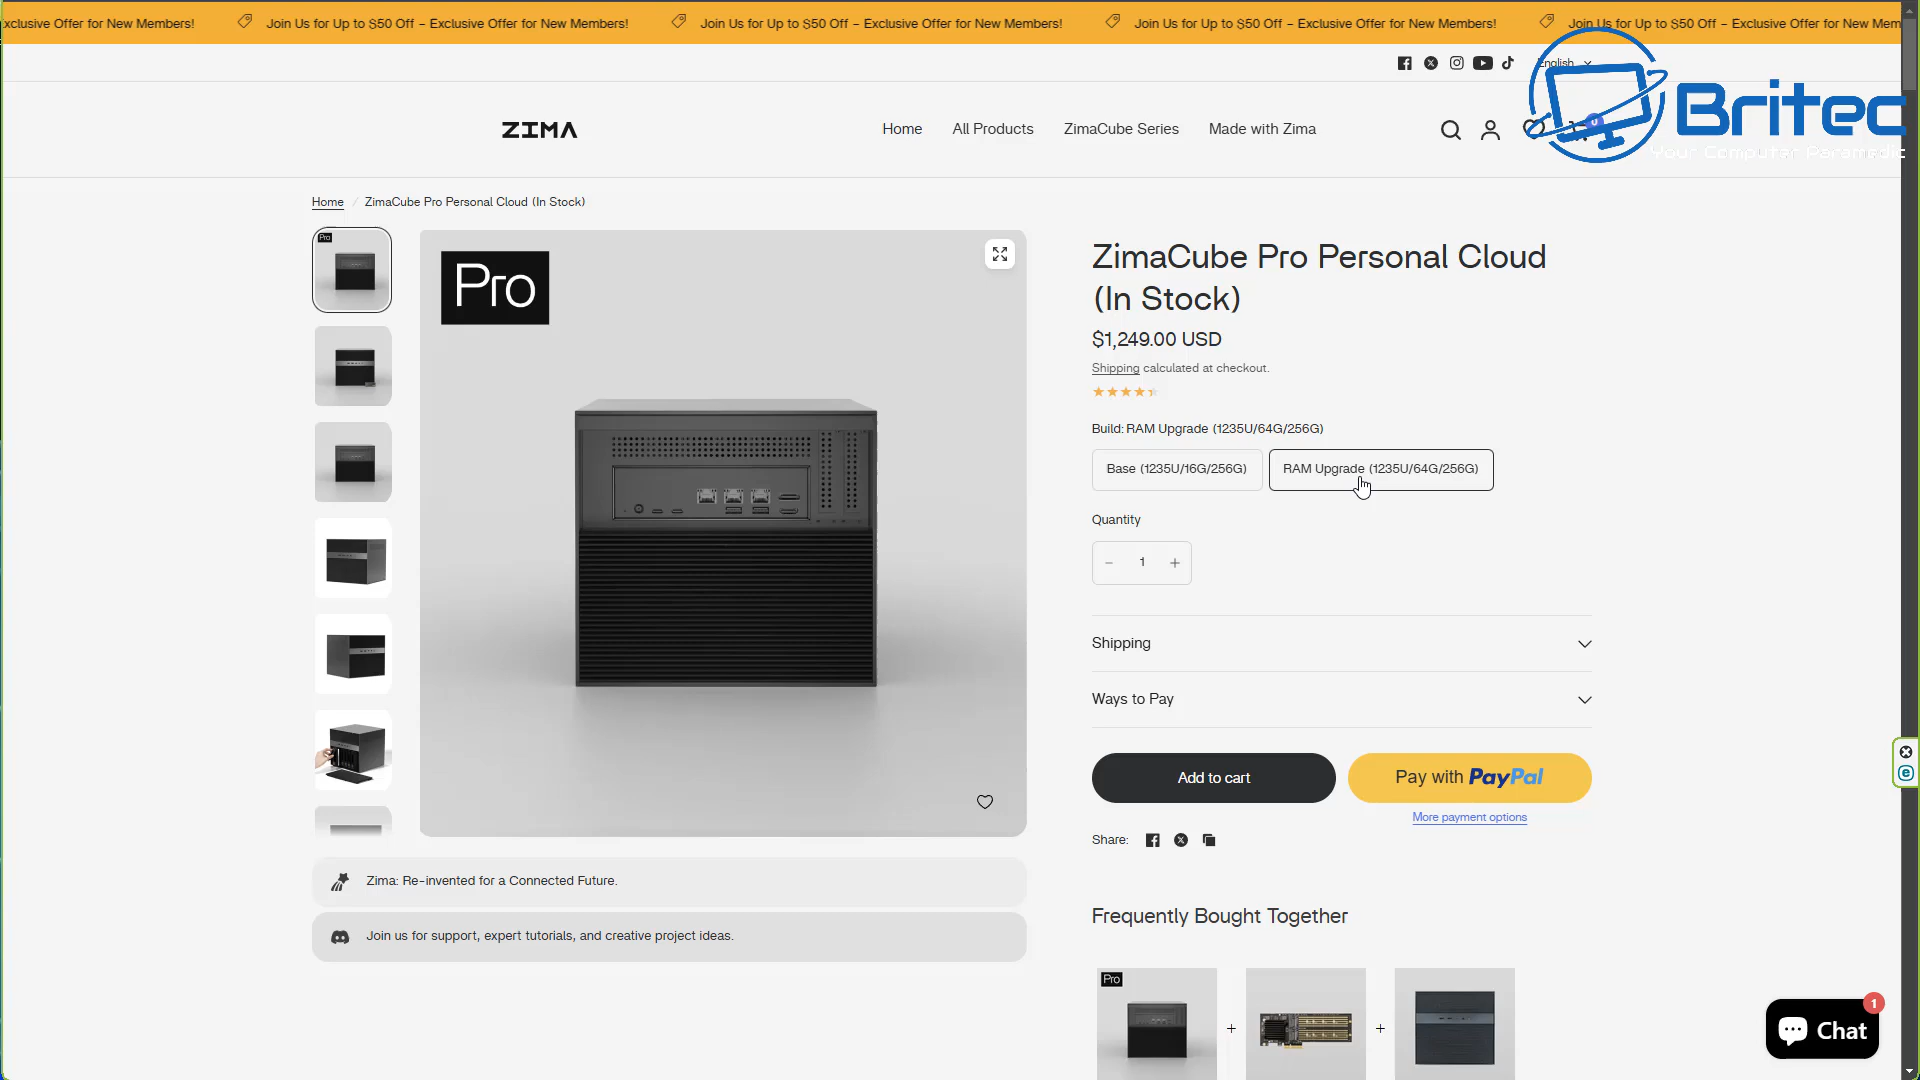 xclusive Offer for New Members!
Join Us for Up to $50 Off – Exclusive Offer for New Members!
Join Us for Up to $50 Off – Exclusive Offer for New Members!
Join Us for Up to $50 Off – Exclusive Offer for New Members!
Join Us for Up to $50 Off – Exclusive Offer for New Mem
English
Britec
Your Computer Paramedic
ZIMA
Home
All Products
ZimaCube Series
Made with Zima
0
Home / ZimaCube Pro Personal Cloud (In Stock)
Pro
Pro
ZimaCube Pro Personal Cloud
(In Stock)
$1,249.00 USD
Shipping calculated at checkout.
Build: RAM Upgrade (1235U/64G/256G)
Base (1235U/16G/256G)
RAM Upgrade (1235U/64G/256G)
Quantity
− 1 +
Shipping
Ways to Pay
Add to cart
Pay with PayPal
More payment options
Share:
Zima: Re-invented for a Connected Future.
Join us for support, expert tutorials, and creative project ideas.
Frequently Bought Together
Pro
+
+
Chat
1